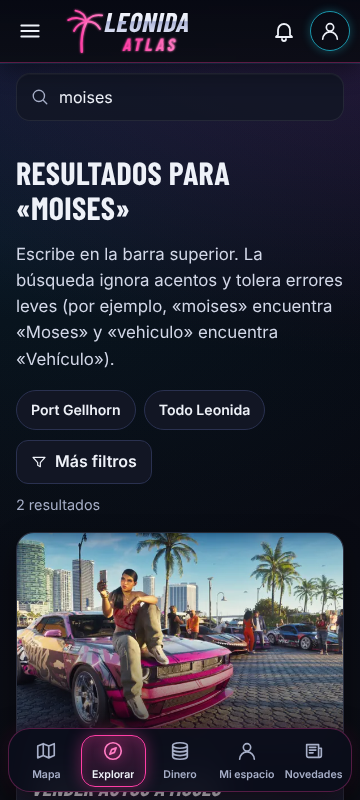 LEONIDA
ATLAS
moises
RESULTADOS PARA
«MOISES»
Escribe en la barra superior. La
búsqueda ignora acentos y tolera errores
leves (por ejemplo, «moises» encuentra
«Moses» y «vehiculo» encuentra
«Vehículo»).
Port Gellhorn
Todo Leonida
Más filtros
2 resultados
Mapa
Explorar
Dinero
Mi espacio
Novedades